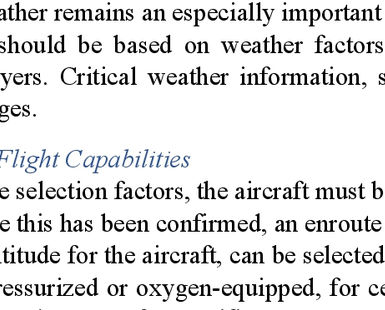 ather remains an especially important
should be based on weather factors
yers. Critical weather information, s
ges.
Flight Capabilities
e selection factors, the aircraft must b
e this has been confirmed, an enroute
titude for the aircraft, can be selected
ressurized or oxygen-equipped, for ce